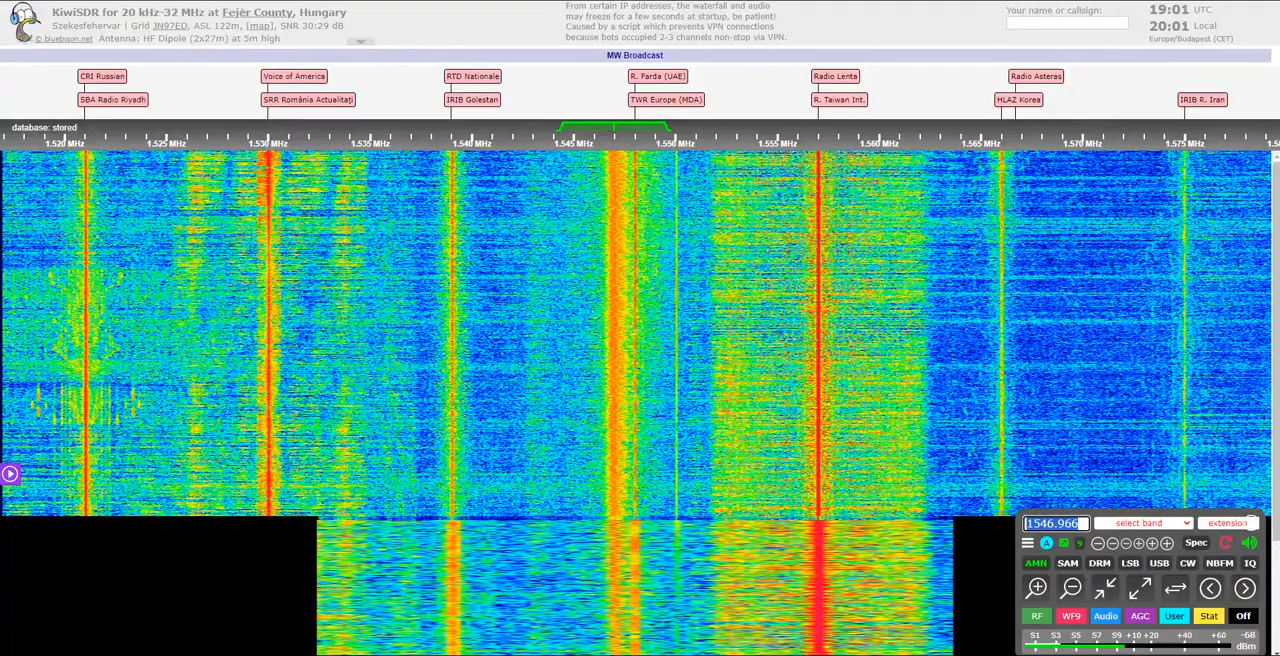 KiwiSDR for 20 kHz-32 MHz at Fejér County, Hungary
Szekesfehervar | Grid JN97ED, ASL 122m, [map], SNR 30:29 dB
© bluebison.net Antenna: HF Dipole (2x27m) at 5m high
From certain IP addresses, the waterfall and audio
may freeze for a few seconds at startup, be patient!
Caused by a script which prevents VPN connections
because bots occupied 2-3 channels non-stop via VPN.
Your name or callsign:
19:01 UTC
20:01 Local
Europe/Budapest (CET)
MW Broadcast
CRI Russian Voice of America RTD Nationale R. Farda (UAE) Radio Lenta Radio Asteras
SBA Radio Riyadh SRR România Actualitaţi IRIB Golestan TWR Europe (MDA) R. Taiwan Int. HLAZ Korea IRIB R. Iran
database: stored
1.520 MHz 1.525 MHz 1.530 MHz 1.535 MHz 1.540 MHz 1.545 MHz 1.550 MHz 1.555 MHz 1.560 MHz 1.565 MHz 1.570 MHz 1.575 MHz 1.58
1546.966 select band extension
A 9 Spec
AMN SAM DRM LSB USB CW NBFM IQ
RF WF9 Audio AGC User Stat Off
S1 S3 S5 S7 S9 +10 +20 +40 +60 -68
dBm